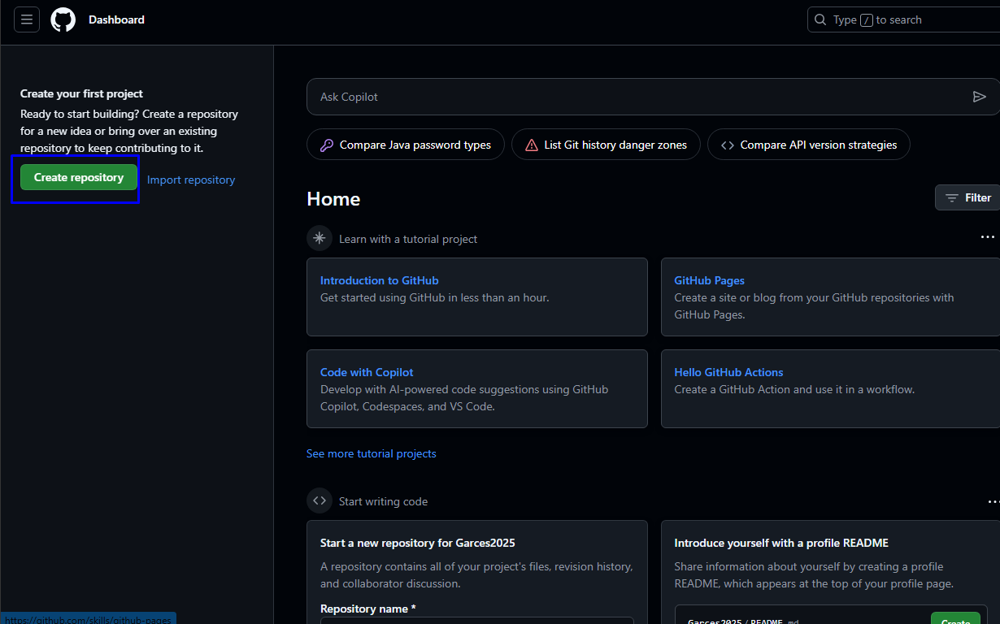 Dashboard
Type / to search
Create your first project
Ready to start building? Create a repository
for a new idea or bring over an existing
repository to keep contributing to it.
Create repository
Import repository
Ask Copilot
Compare Java password types
List Git history danger zones
Compare API version strategies
Home
Filter
Learn with a tutorial project
Introduction to GitHub
Get started using GitHub in less than an hour.
GitHub Pages
Create a site or blog from your GitHub repositories with
GitHub Pages.
Code with Copilot
Develop with AI-powered code suggestions using GitHub
Copilot, Codespaces, and VS Code.
Hello GitHub Actions
Create a GitHub Action and use it in a workflow.
See more tutorial projects
Start writing code
Start a new repository for Garces2025
A repository contains all of your project's files, revision history,
and collaborator discussion.
Repository name *
Introduce yourself with a profile README
Share information about yourself by creating a profile
README, which appears at the top of your profile page.
Garces2025 / README.md
Create
https://github.com/skills/github-pages